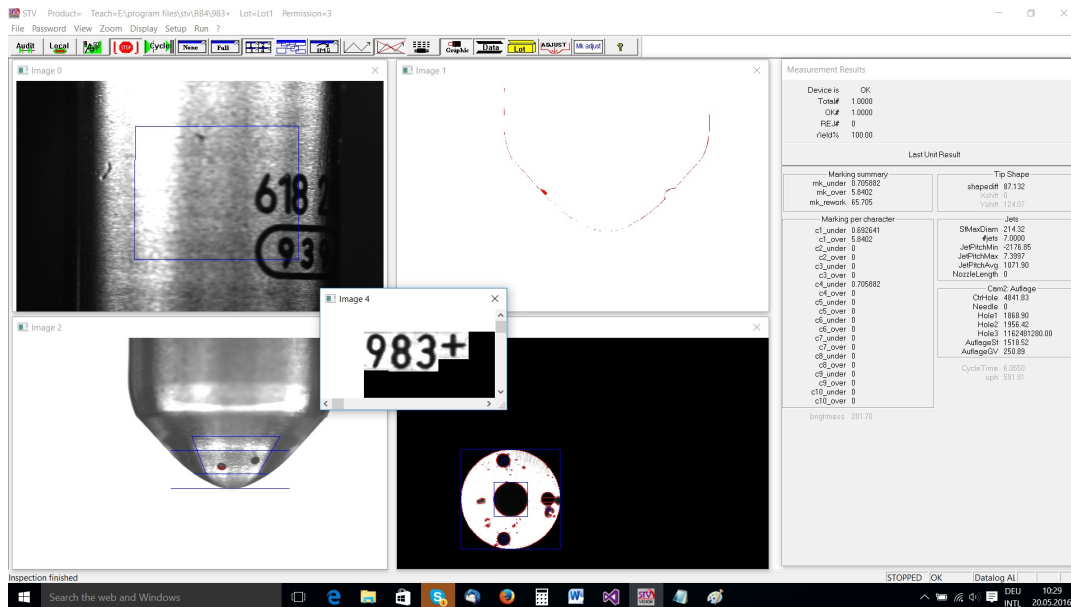 STV Product= Teach=E:\program files\stv\BB4\983+ Lot=Lot1 Permission=3
File Password View Zoom Display Setup Run ?
Audit Local STOP Cycle None Full Graphic Data Lot ADJUST Mk adjust ?
Image 0
618 2
939
Image 1
Image 2
Image 4
983+
Measurement Results
Device is OK
Total# 1.0000
OK# 1.0000
REJ# 0
Yield% 100.00
Last Unit Result
Marking summary
mk_under 0.705882
mk_over 5.8402
mk_rework 65.705
Marking per character
c1_under 0.692641
c1_over 5.8402
c2_under 0
c2_over 0
c3_under 0
c3_over 0
c4_under 0.705882
c4_over 0
c5_under 0
c5_over 0
c6_under 0
c6_over 0
c7_under 0
c7_over 0
c8_under 0
c8_over 0
c9_under 0
c9_over 0
c10_under 0
c10_over 0
brightness 201.70
Tip Shape
shapediff 87.132
Xshift 0
Yshift 124.07
Jets
SfMaxDiam 214.32
#jets 7.0000
JetPitchMin -2176.85
JetPitchMax 7.3997
JetPitchAvg 1071.90
NozzleLength 0
Cam2: Auflage
CtrHole 4841.83
Needle 0
Hole1 1868.90
Hole2 1956.42
Hole3 1162481280.00
AuflageSt 1518.52
AuflageGV 250.89
CycleTime 6.0550
uph 591.91
Inspection finished
STOPPED OK Datalog AL
Search the web and Windows
DEU 10:29
INTL 20.05.2016